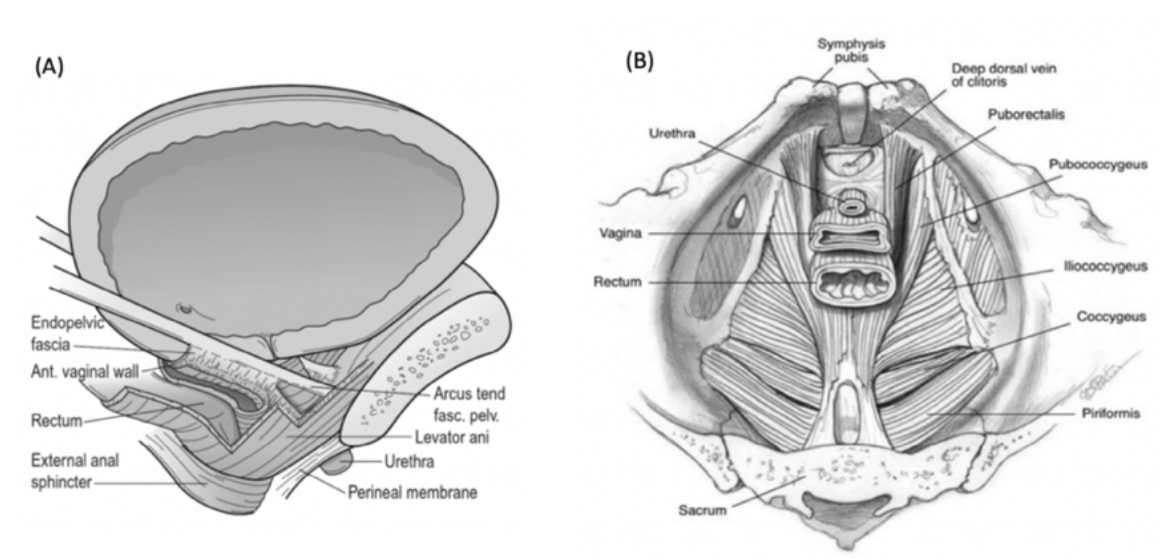 (A)
Endopelvic
fascia
Ant. vaginal wall
Rectum
External anal
sphincter
Arcus tend
fasc. pelv.
Levator ani
Urethra
Perineal membrane
(B)
Symphysis
pubis
Deep dorsal vein
of clitoris
Puborectalis
Urethra
Pubococcygeus
Vagina
Iliococcygeus
Rectum
Coccygeus
Piriformis
Sacrum